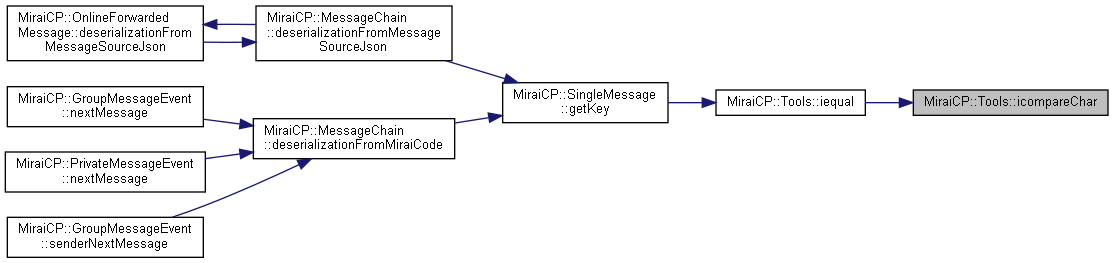 MiraiCP::OnlineForwarded
Message::deserializationFrom
MessageSourceJson
MiraiCP::MessageChain
::deserializationFromMessage
SourceJson
MiraiCP::GroupMessageEvent
::nextMessage
MiraiCP::PrivateMessageEvent
::nextMessage
MiraiCP::GroupMessageEvent
::senderNextMessage
MiraiCP::MessageChain
::deserializationFromMiraiCode
MiraiCP::SingleMessage
::getKey
MiraiCP::Tools::iequal
MiraiCP::Tools::icompareChar